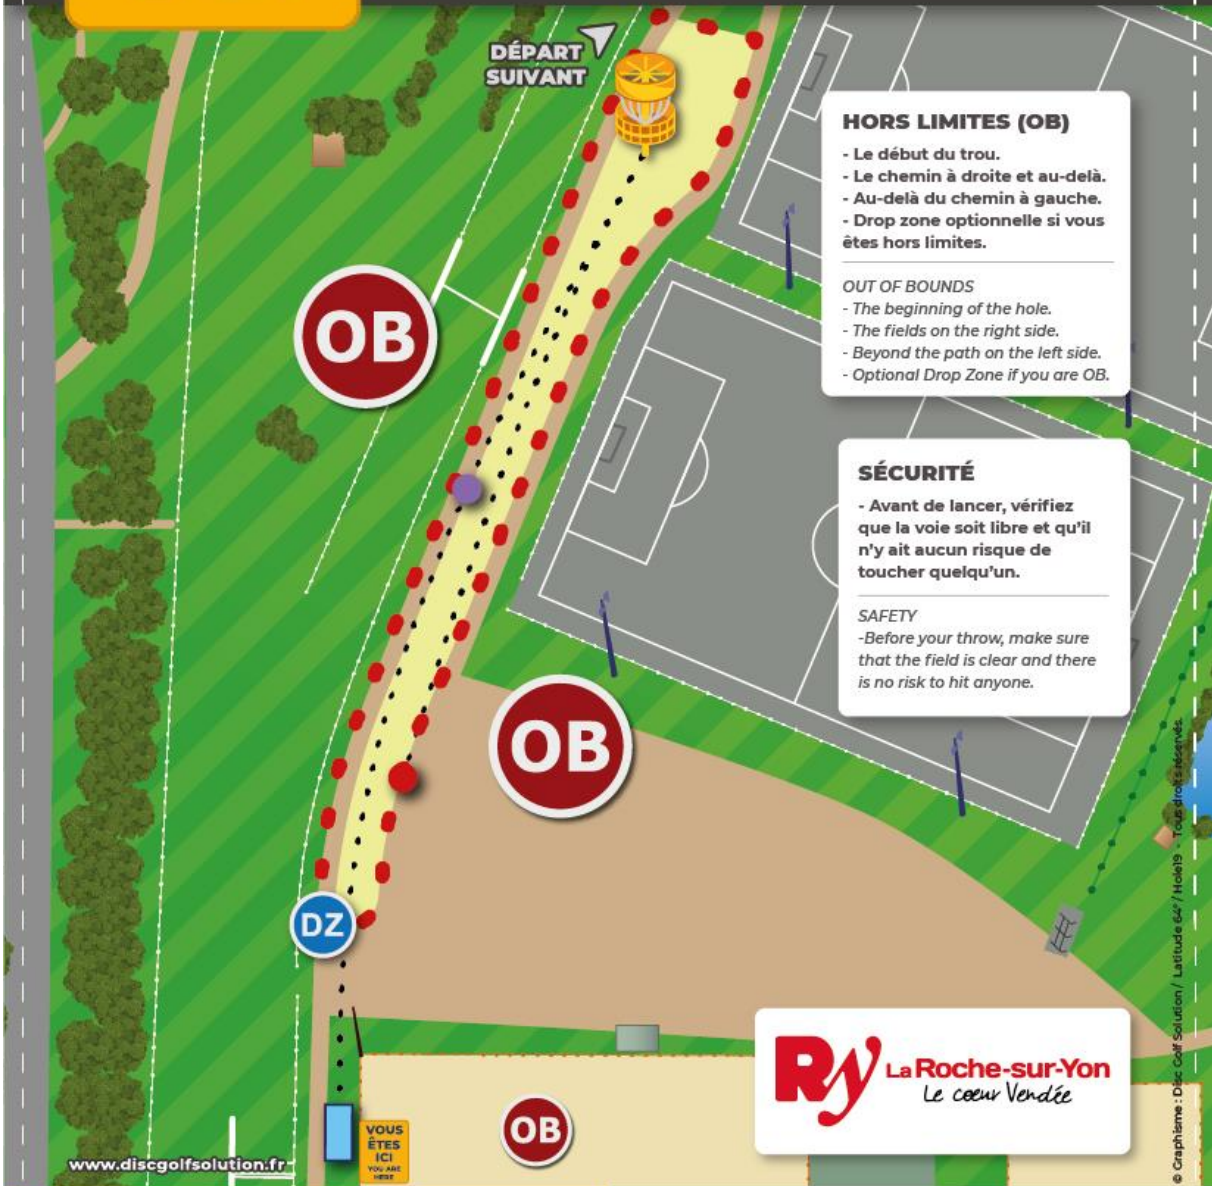 DÉPART
SUIVANT
HORS LIMITES (OB)
- Le début du trou.
- Le chemin à droite et au-delà.
- Au-delà du chemin à gauche.
- Drop zone optionnelle si vous
êtes hors limites.
OUT OF BOUNDS
- The beginning of the hole.
- The fields on the right side.
- Beyond the path on the left side.
- Optional Drop Zone if you are OB.
OB
SÉCURITÉ
- Avant de lancer, vérifiez
que la voie soit libre et qu'il
n'y ait aucun risque de
toucher quelqu'un.
SAFETY
-Before your throw, make sure
that the field is clear and there
is no risk to hit anyone.
OB
DZ
Ry
La Roche-sur-Yon
Le cœur Vendée
OB
VOUS
ÊTES
ICI
YOU ARE
HERE
www.discgolfsolution.fr
© Graphisme : Disc Golf Solution / Latitude 64° / Hole19 - Tous droits réservés.